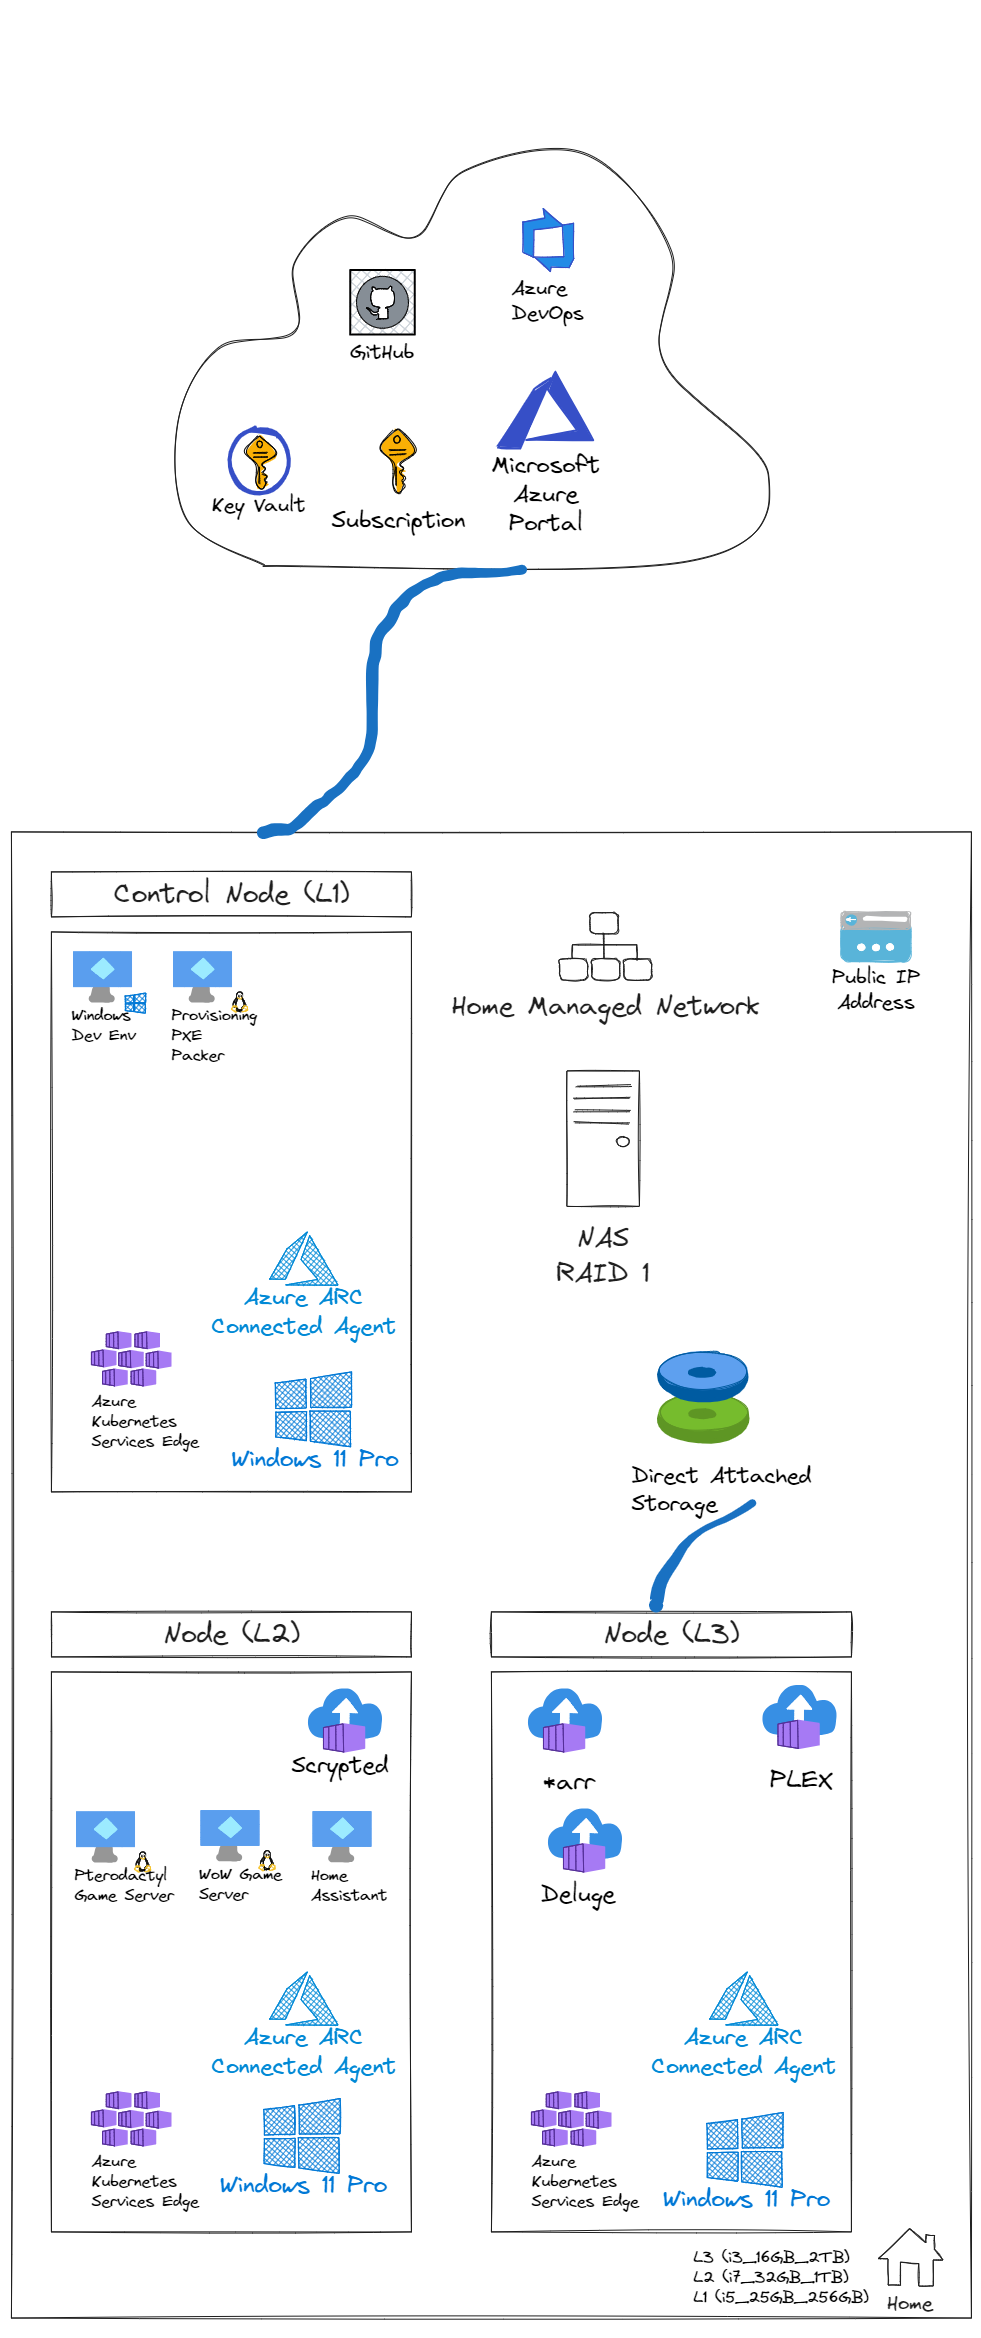 Azure
DevOps
GitHub
Microsoft
Azure
Portal
Key Vault
Subscription
Control Node (L1)
Windows
Dev Env
Provisioning
PXE
Packer
Home Managed Network
Public IP
Address
NAS
RAID 1
Azure ARC
Connected Agent
Azure
Kubernetes
Services Edge
Windows 11 Pro
Direct Attached
Storage
Node (L2)
Scrypted
Pterodactyl
Game Server
WoW Game
Server
Home
Assistant
Azure ARC
Connected Agent
Azure
Kubernetes
Services Edge
Windows 11 Pro
Node (L3)
*arr
PLEX
Deluge
Azure ARC
Connected Agent
Azure
Kubernetes
Services Edge
Windows 11 Pro
L3 (i3_16GB_2TB)
L2 (i7_32GB_1TB)
L1 (i5_25GB_256GB)
Home